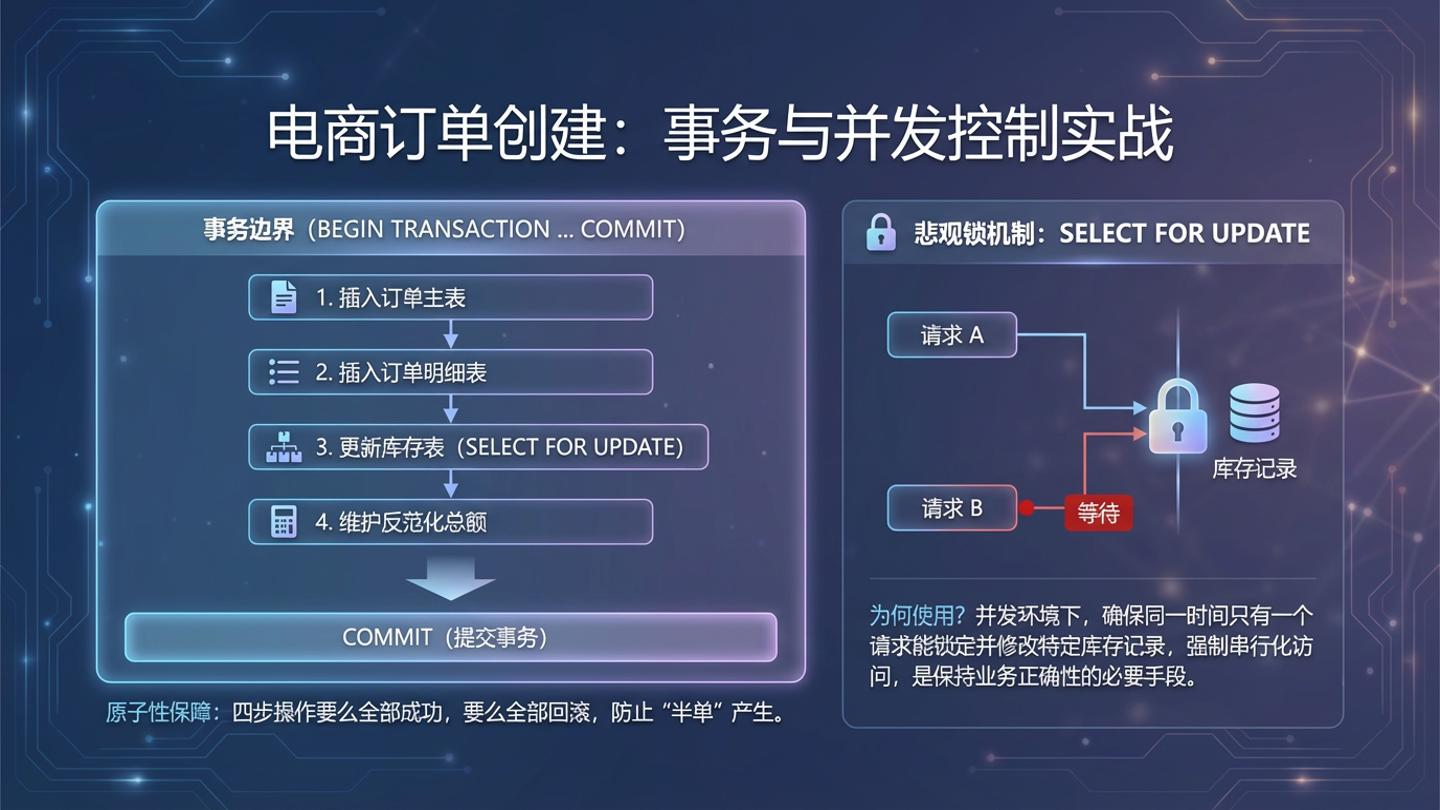 电商订单创建：事务与并发控制实战
事务边界（BEGIN TRANSACTION ... COMMIT）
1. 插入订单主表
2. 插入订单明细表
3. 更新库存表（SELECT FOR UPDATE）
4. 维护反范化总额
COMMIT（提交事务）
原子性保障：四步操作要么全部成功，要么全部回滚，防止“半单”产生。
悲观锁机制：SELECT FOR UPDATE
请求 A
库存记录
请求 B
等待
为何使用？并发环境下，确保同一时间只有一个
请求能锁定并修改特定库存记录，强制串行化访
问，是保持业务正确性的必要手段。